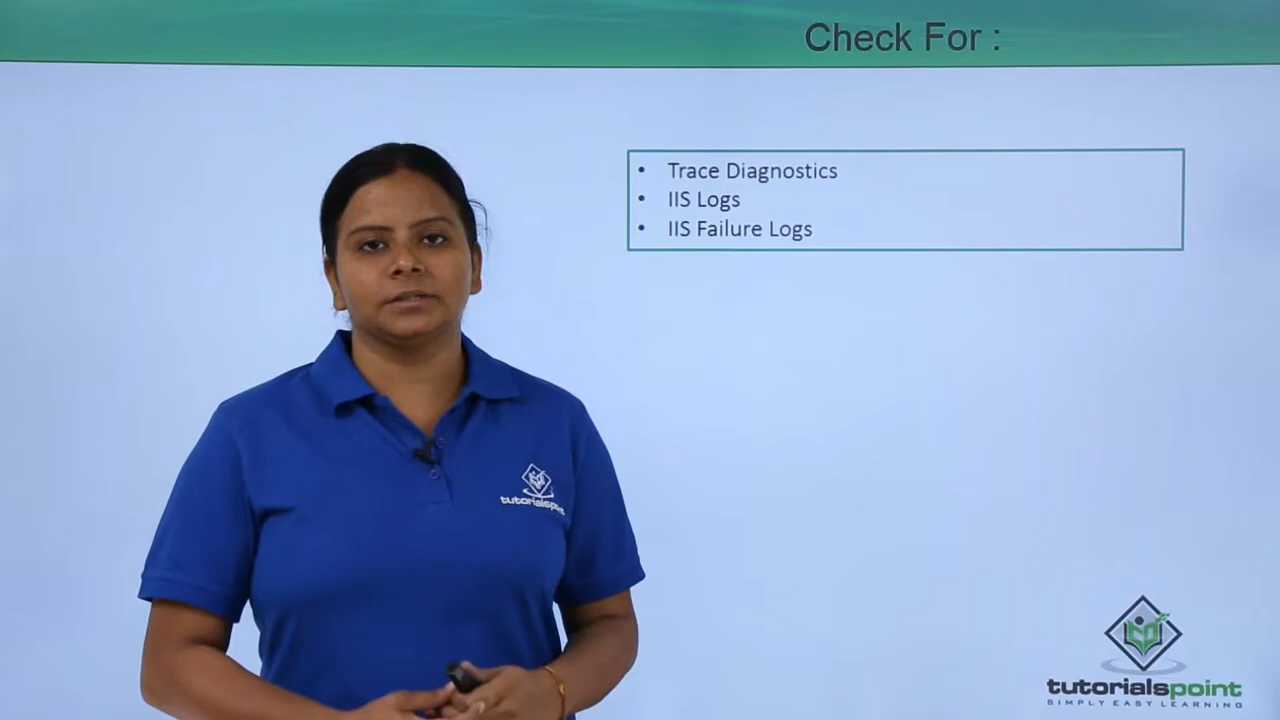 Check For :
• Trace Diagnostics
• IIS Logs
• IIS Failure Logs
tutorialspoint
tutorialspoint
SIMPLY EASY LEARNING